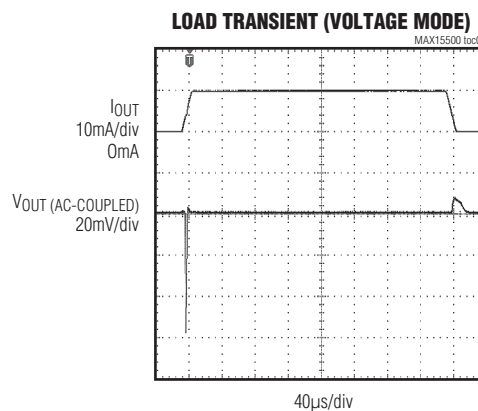 LOAD TRANSIENT (VOLTAGE MODE)
MAX15500 toc0
T
IOUT
10mA/div
0mA
VOUT (AC-COUPLED)
20mV/div
40µs/div